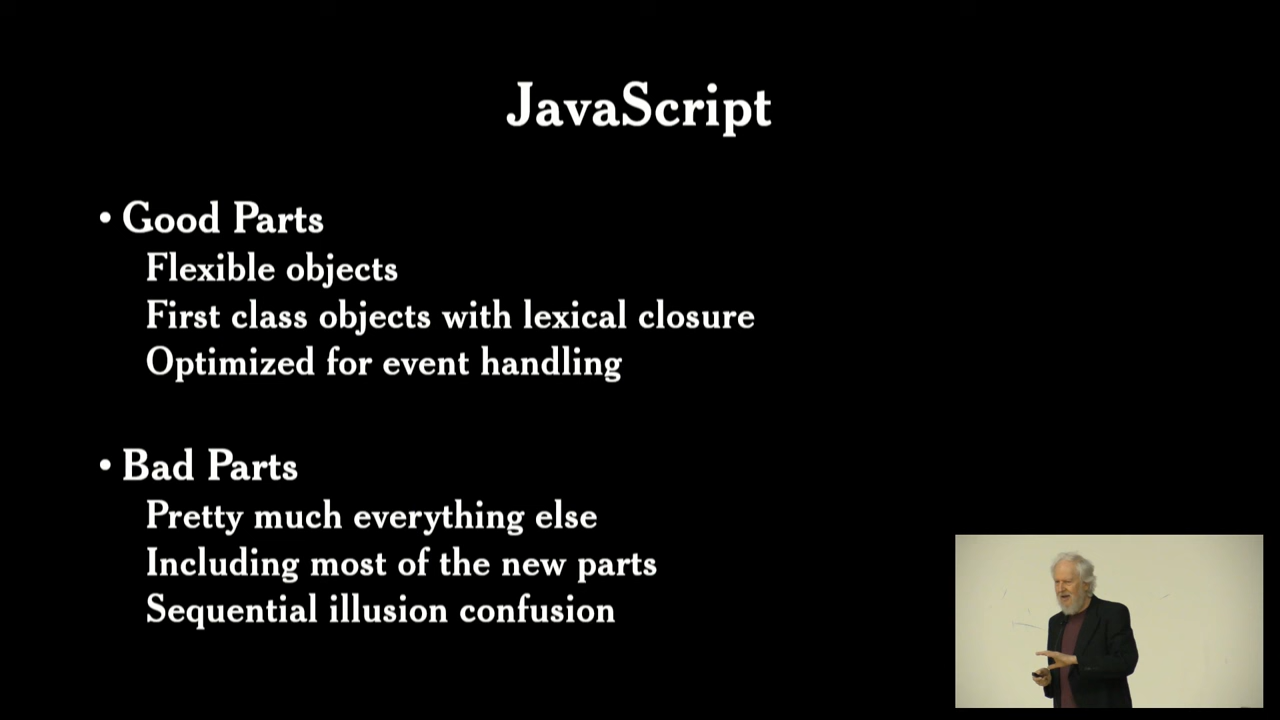 JavaScript
• Good Parts
Flexible objects
First class objects with lexical closure
Optimized for event handling
• Bad Parts
Pretty much everything else
Including most of the new parts
Sequential illusion confusion